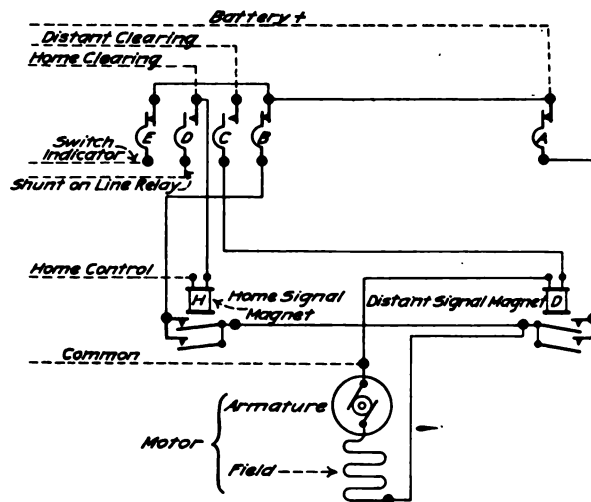 Battery +
Distant Clearing
Home Clearing
E D C B A
Switch
Indicator
Shunt on Line Relay
Home Control
H
Home Signal
Magnet
Distant Signal Magnet
D
Common
Armature
Motor
Field